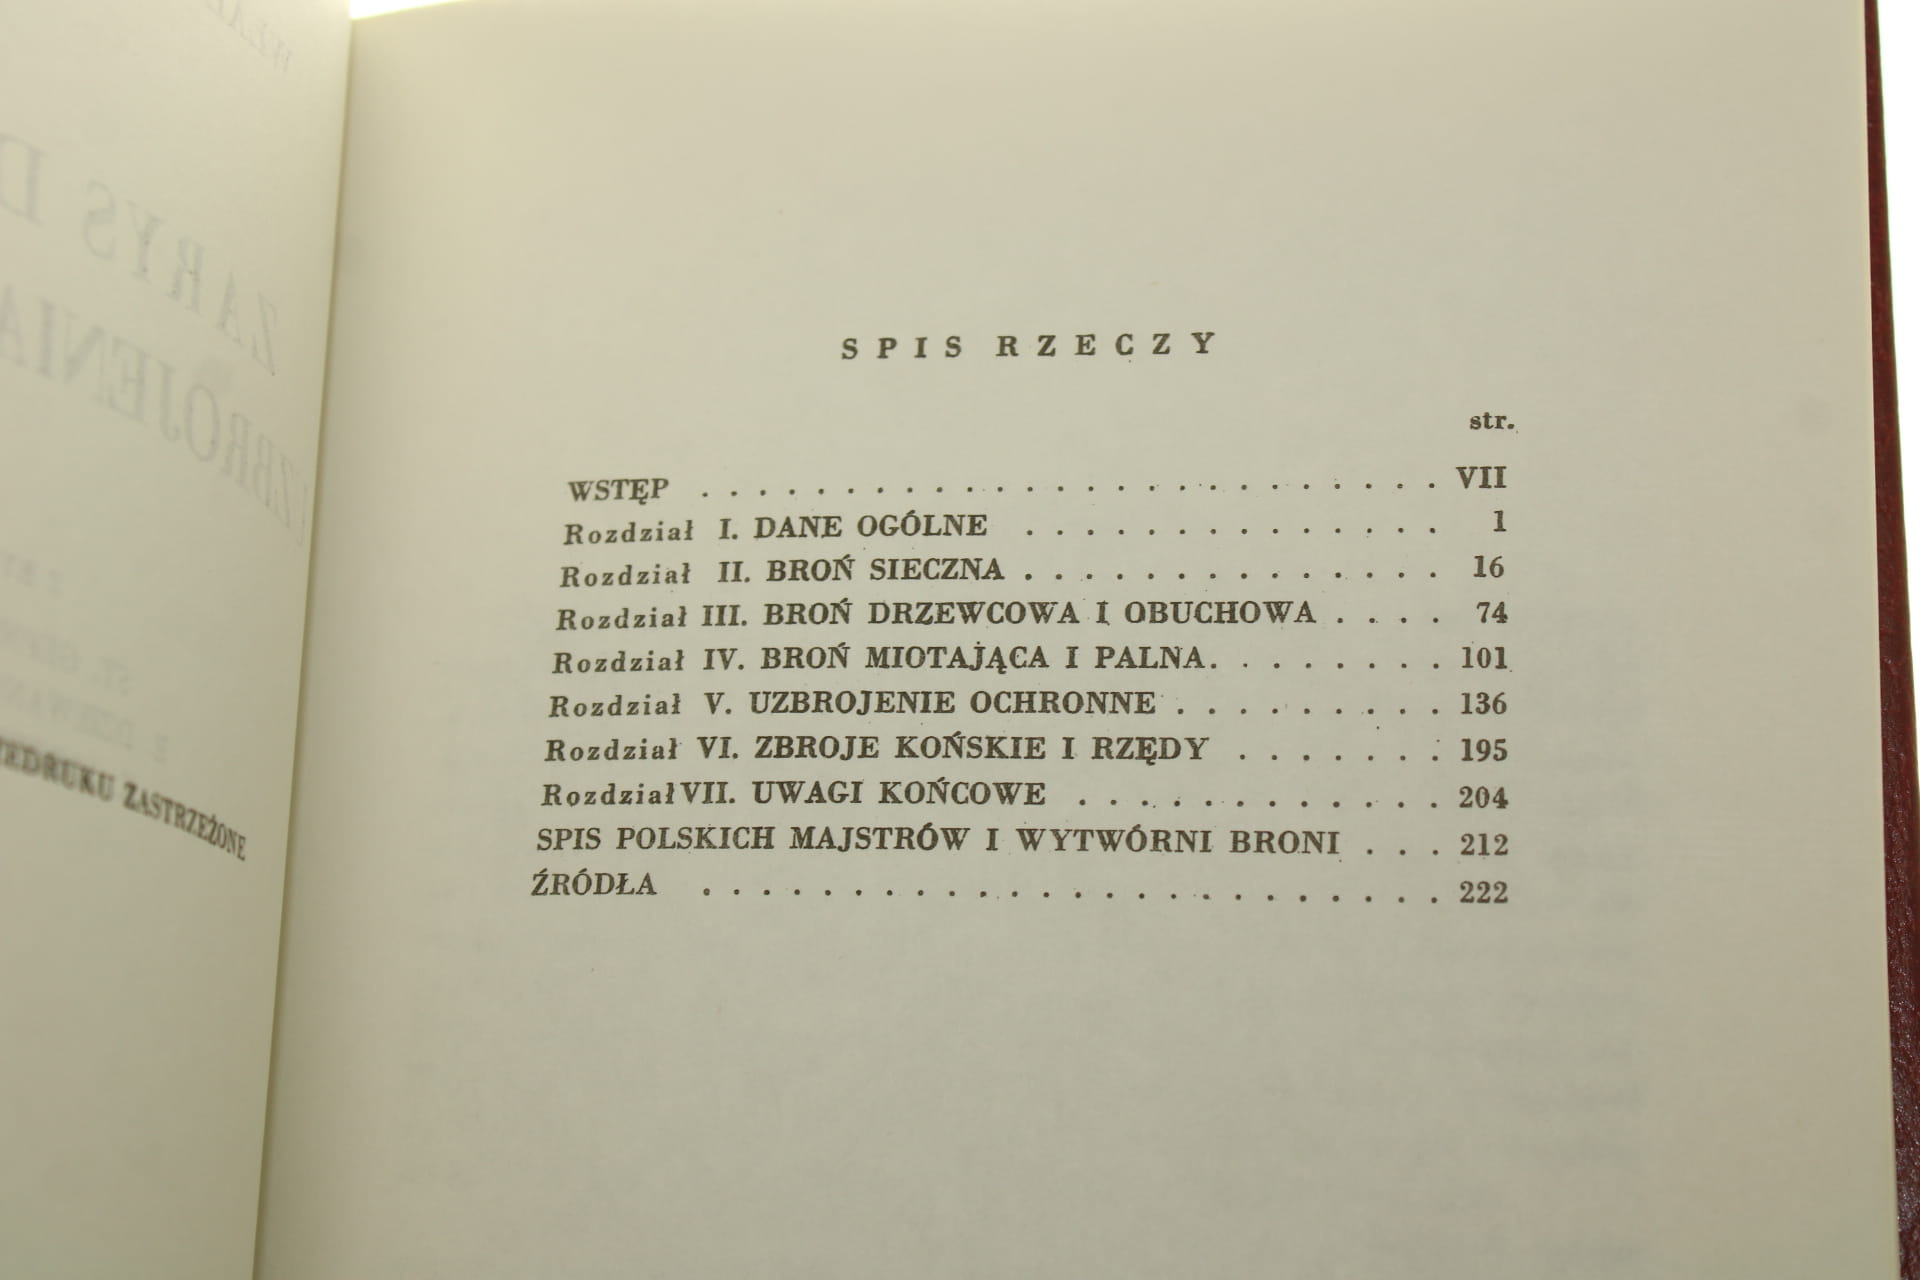 ZARYS D
UZBROJENIA
ZASTRZEŻONE
SPIS RZECZY
str.
WSTĘP . . . . . . . . . . . . . . . . . . . . . . . . . . VII
Rozdział I. DANE OGÓLNE . . . . . . . . . . . . . . . 1
Rozdział II. BROŃ SIECZNA . . . . . . . . . . . . . . 16
Rozdział III. BROŃ DRZEWCOWA I OBUCHOWA . . . . 74
Rozdział IV. BROŃ MIOTAJĄCA I PALNA . . . . . . . . 101
Rozdział V. UZBROJENIE OCHRONNE . . . . . . . . . 136
Rozdział VI. ZBROJE KOŃSKIE I RZĘDY . . . . . . . 195
Rozdział VII. UWAGI KOŃCOWE . . . . . . . . . . . . 204
SPIS POLSKICH MAJSTRÓW I WYTWÓRNI BRONI . . . 212
ŹRÓDŁA . . . . . . . . . . . . . . . . . . . . . . . . 222